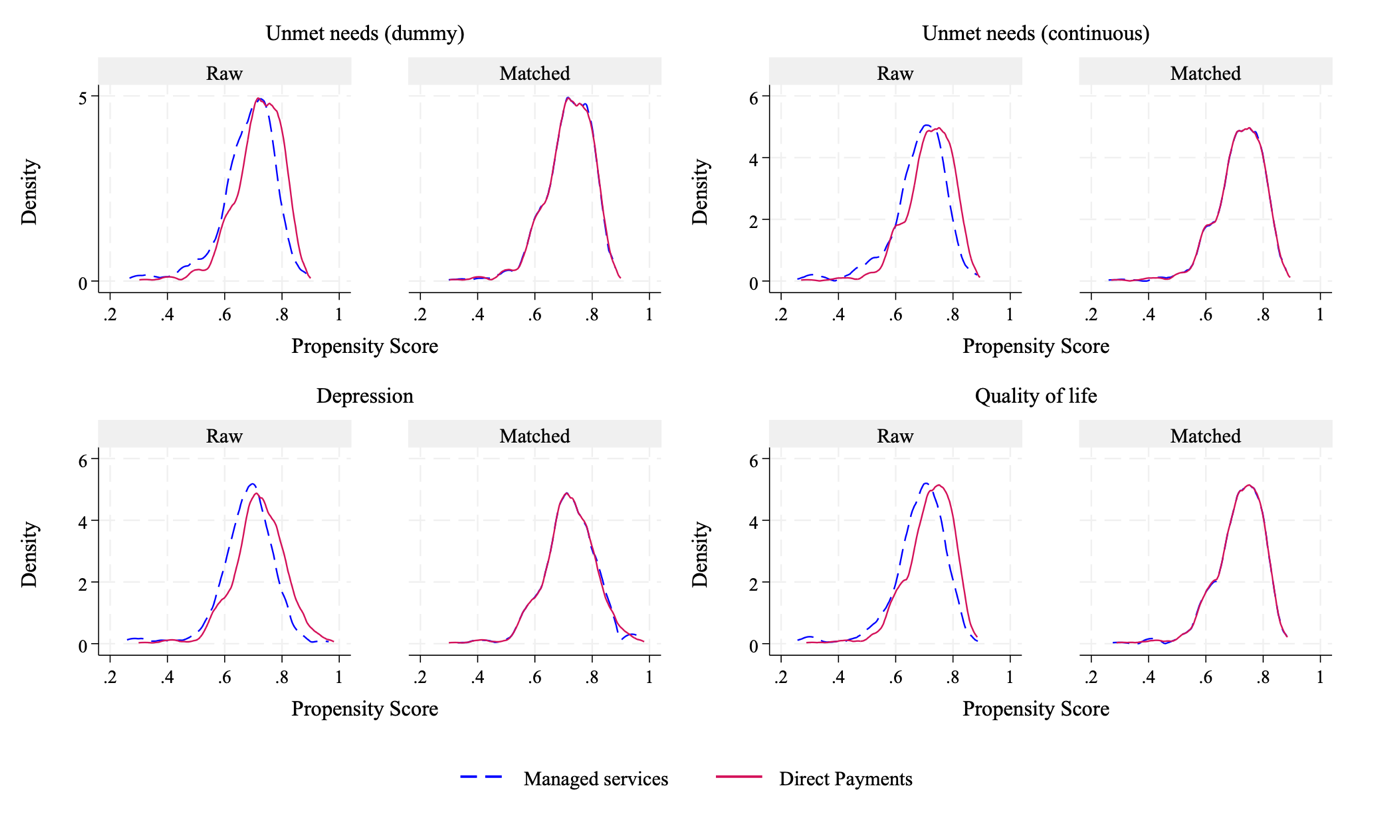 Unmet needs (dummy)
Raw
Matched
Density
5
0
.2 .4 .6 .8 1
.2 .4 .6 .8 1
Propensity Score
Unmet needs (continuous)
Raw
Matched
Density
6
4
2
0
.2 .4 .6 .8 1
.2 .4 .6 .8 1
Propensity Score
Depression
Raw
Matched
Density
6
4
2
0
.2 .4 .6 .8 1
.2 .4 .6 .8 1
Propensity Score
Quality of life
Raw
Matched
Density
6
4
2
0
.2 .4 .6 .8 1
.2 .4 .6 .8 1
Propensity Score
Managed services
Direct Payments